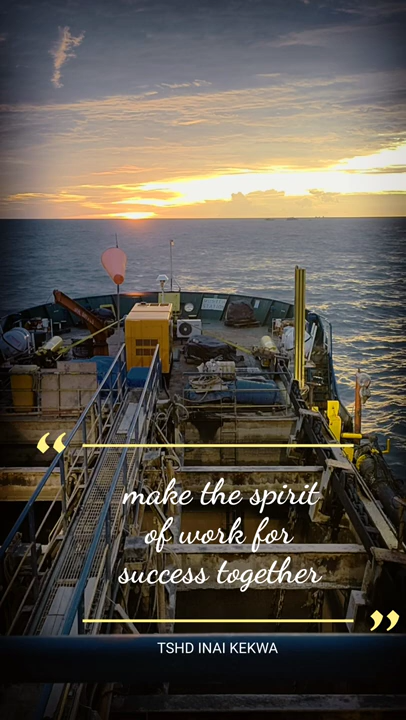 “
make the spirit
of work for
success together
”
TSHD INAI KEKWA